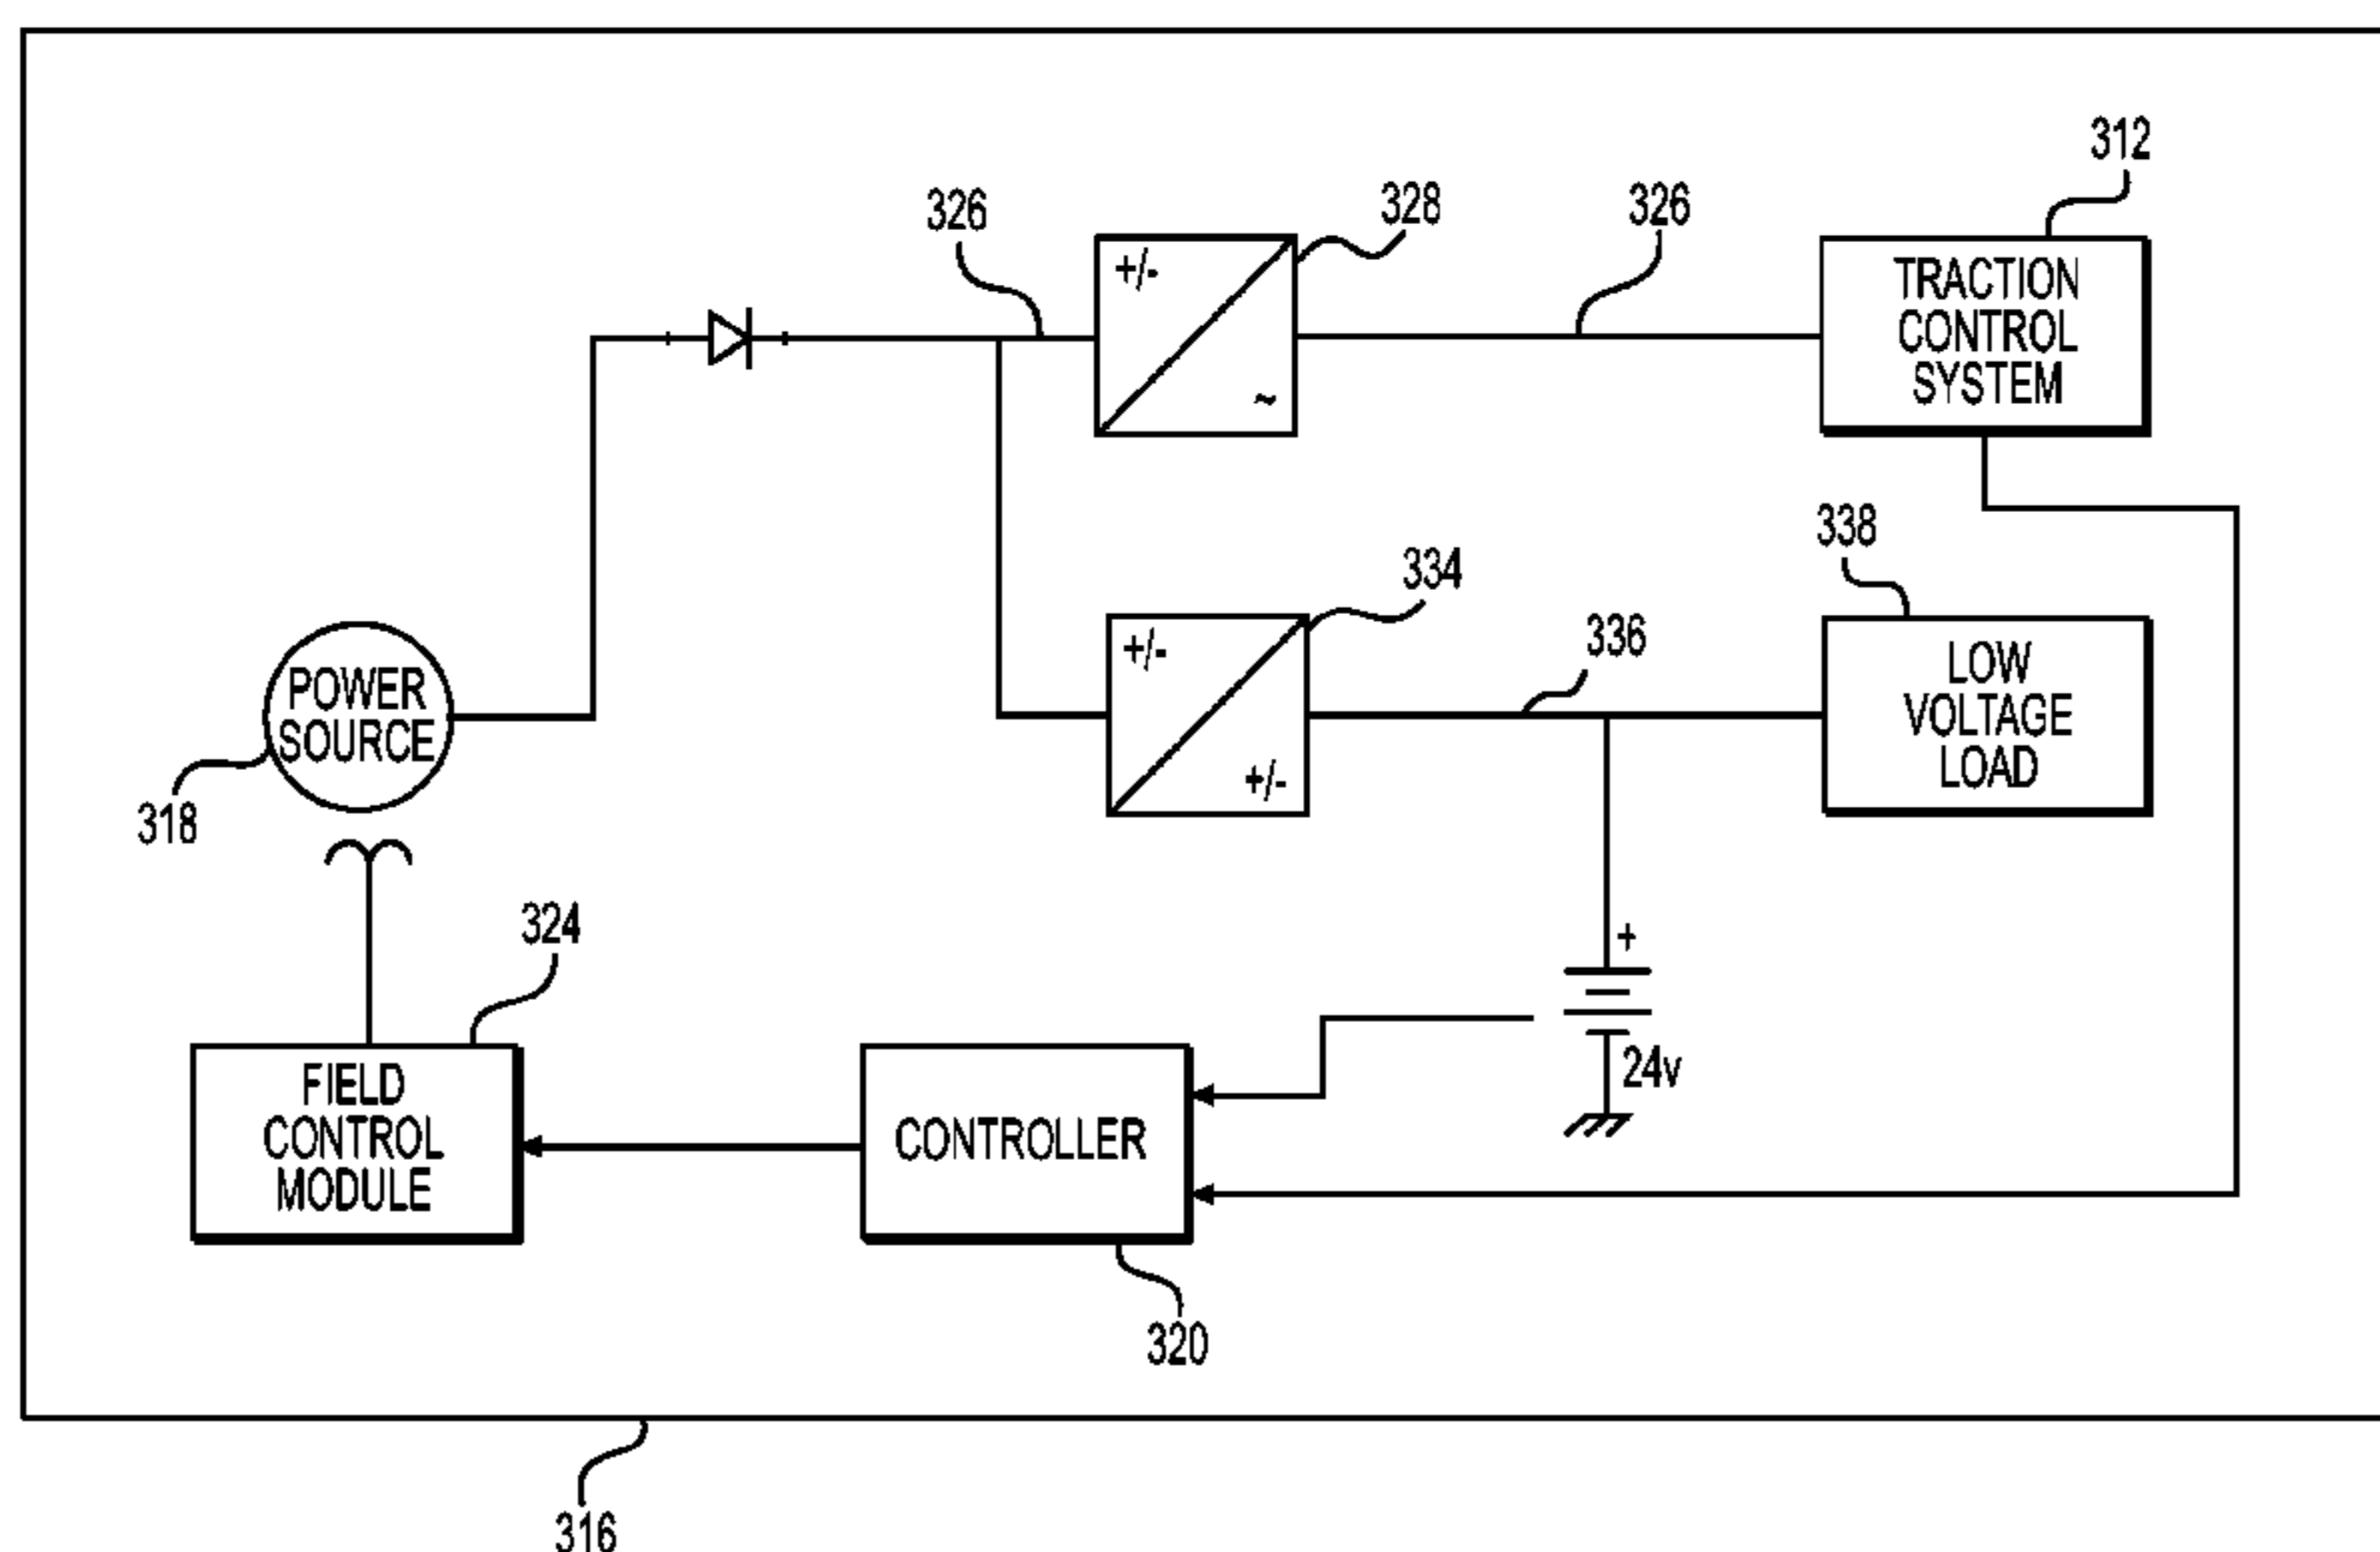 312
326
328
326
+/-
~
TRACTION
CONTROL
SYSTEM
338
334
336
+/-
+/-
LOW
VOLTAGE
LOAD
POWER
SOURCE
318
324
+
24v
FIELD
CONTROL
MODULE
CONTROLLER
320
316